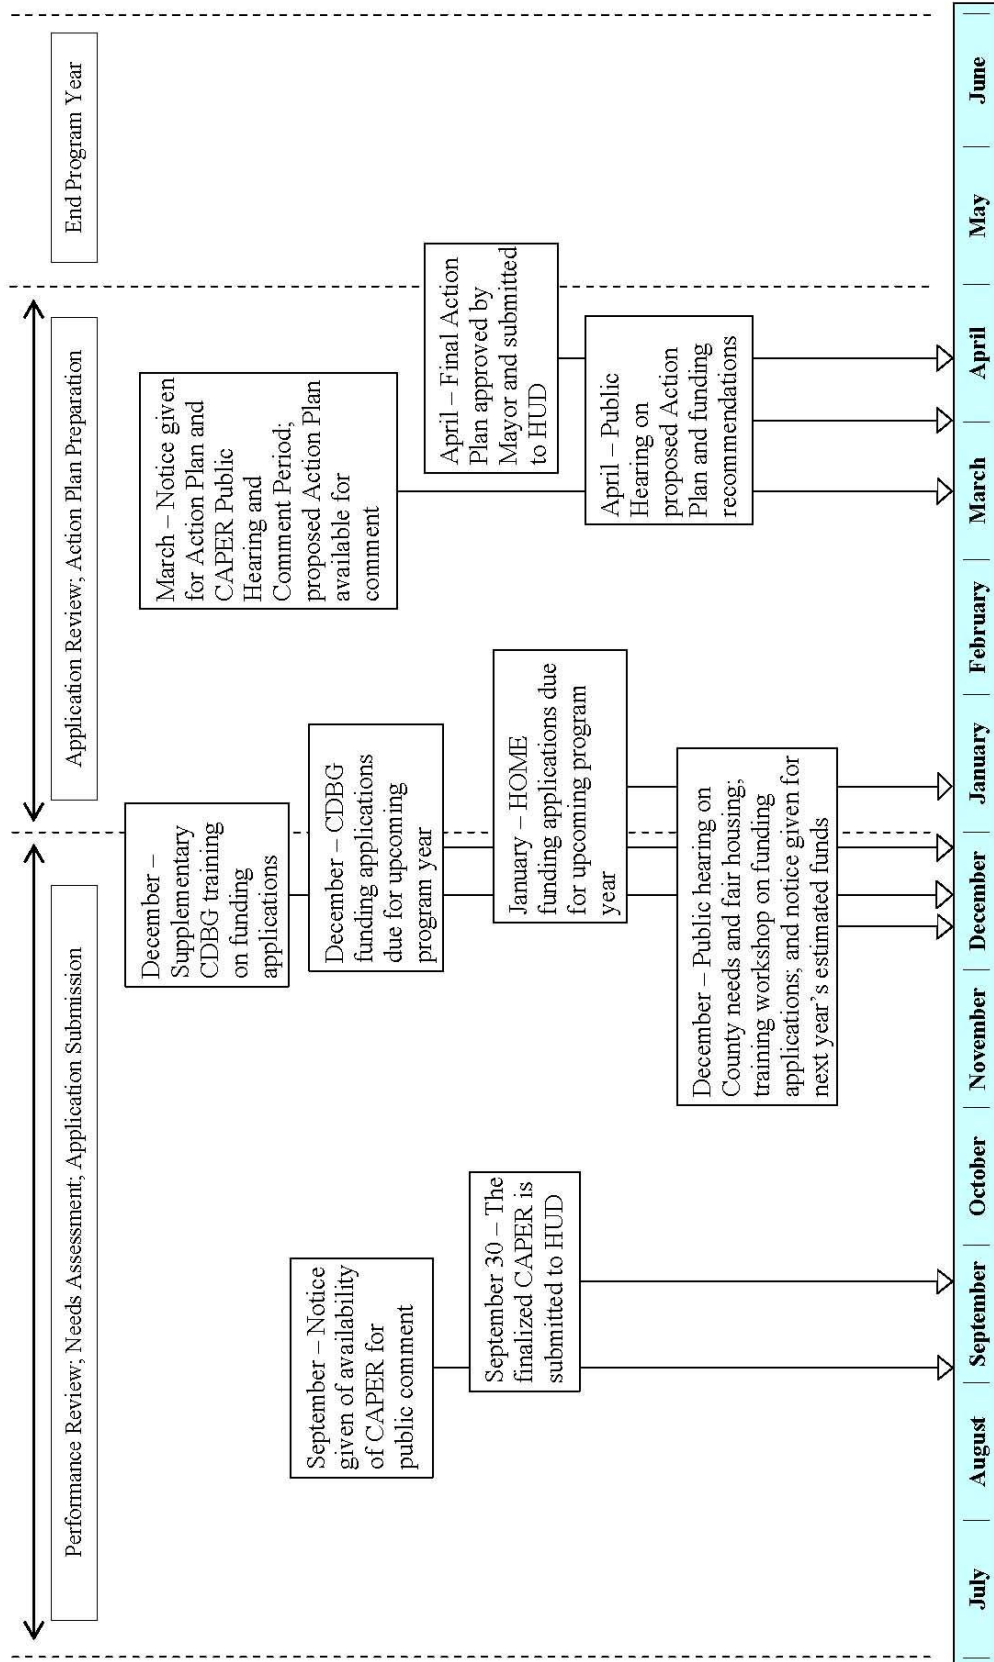 Performance Review; Needs Assessment; Application Submission
Application Review; Action Plan Preparation
End Program Year
September – Notice
given of availability
of CAPER for
public comment
September 30 – The
finalized CAPER is
submitted to HUD
December –
Supplementary
CDBG training
on funding
applications
December – CDBG
funding applications
due for upcoming
program year
January – HOME
funding applications due
for upcoming program
year
December – Public hearing on
County needs and fair housing;
training workshop on funding
applications; and notice given for
next year's estimated funds
March – Notice given
for Action Plan and
CAPER Public
Hearing and
Comment Period;
proposed Action Plan
available for
comment
April – Final Action
Plan approved by
Mayor and submitted
to HUD
April – Public
Hearing on
proposed Action
Plan and funding
recommendations
July
August
September
October
November
December
January
February
March
April
May
June